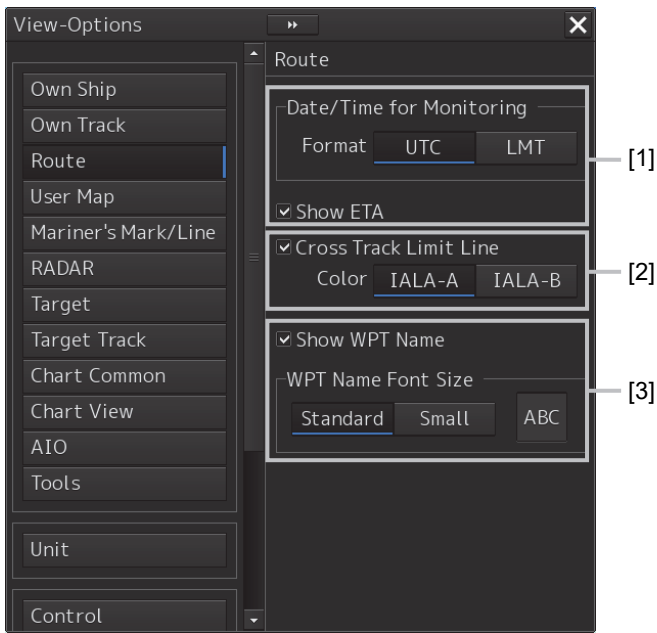 View-Options
Own Ship
Own Track
Route
User Map
Mariner's Mark/Line
RADAR
Target
Target Track
Chart Common
Chart View
AIO
Tools
Unit
Control
Route
Date/Time for Monitoring
Format UTC LMT
Show ETA
[1]
Cross Track Limit Line
Color IALA-A IALA-B
[2]
Show WPT Name
WPT Name Font Size
Standard Small ABC
[3]